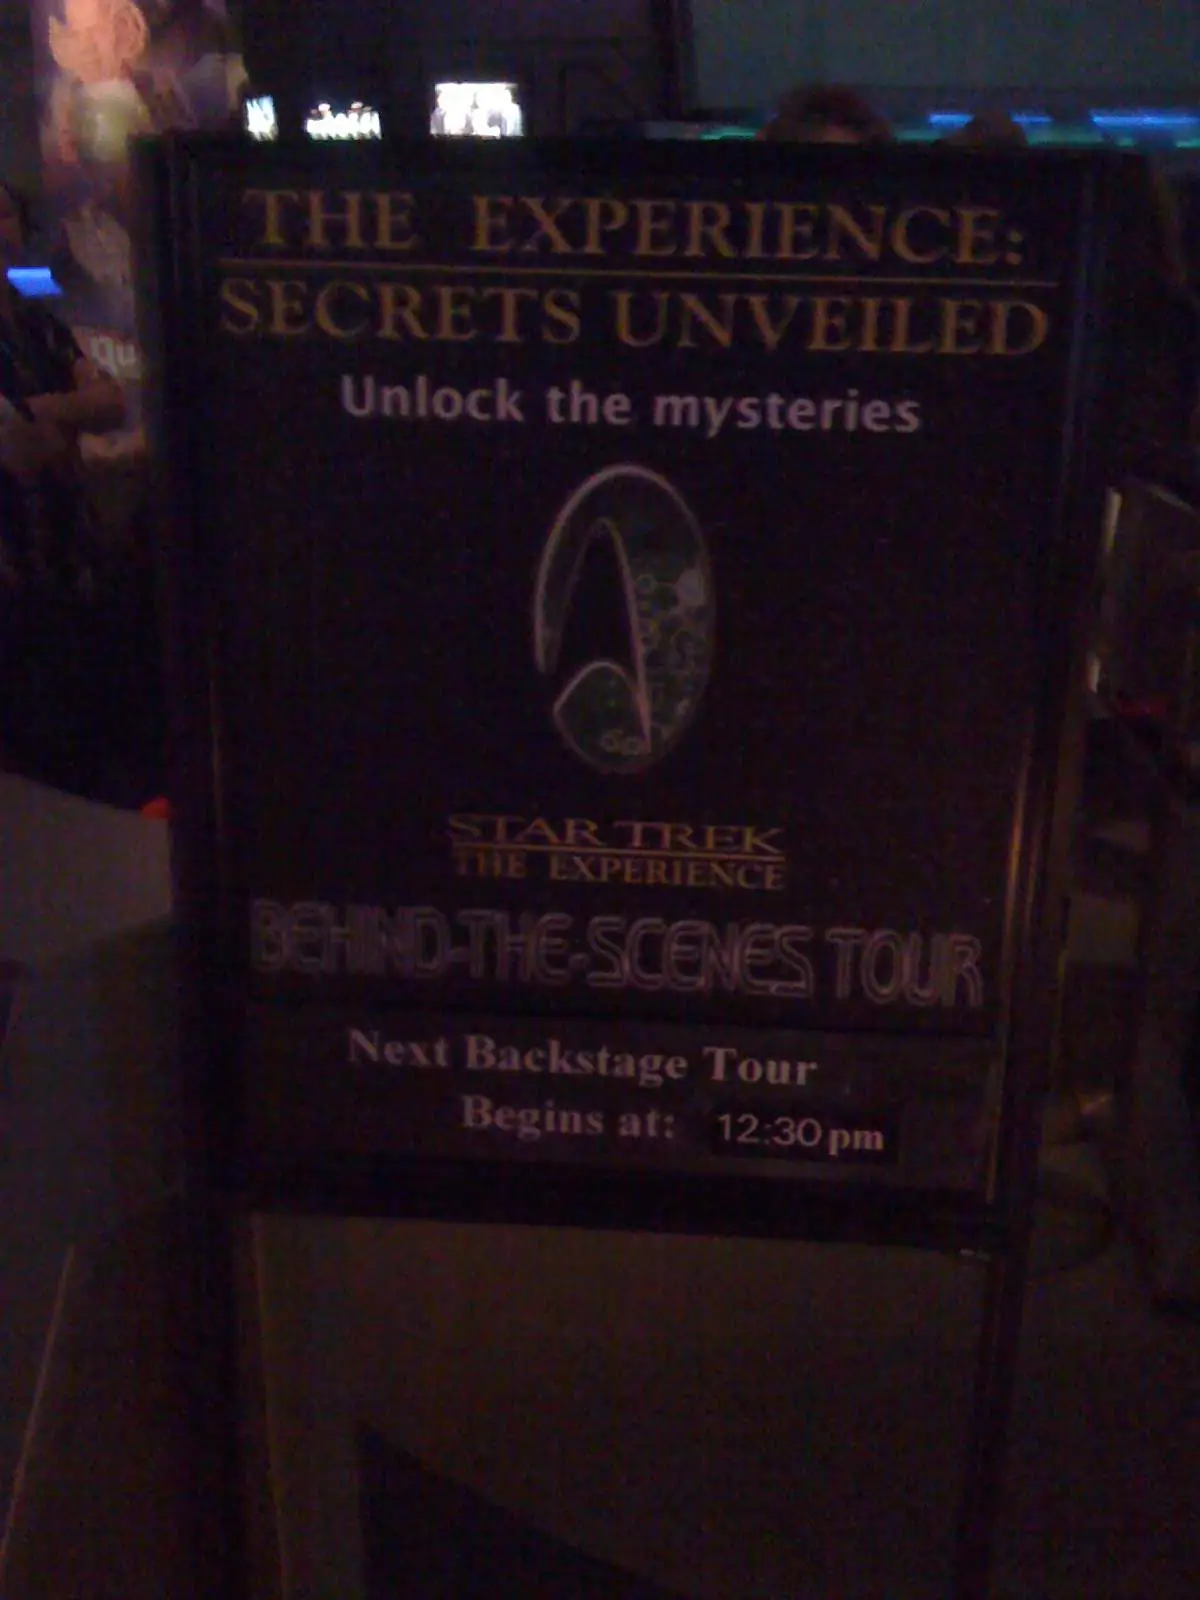 THE EXPERIENCE:
SECRETS UNVEILED
Unlock the mysteries
STAR TREK
THE EXPERIENCE
BEHIND-THE-SCENES TOUR
Next Backstage Tour
Begins at: 12:30 pm